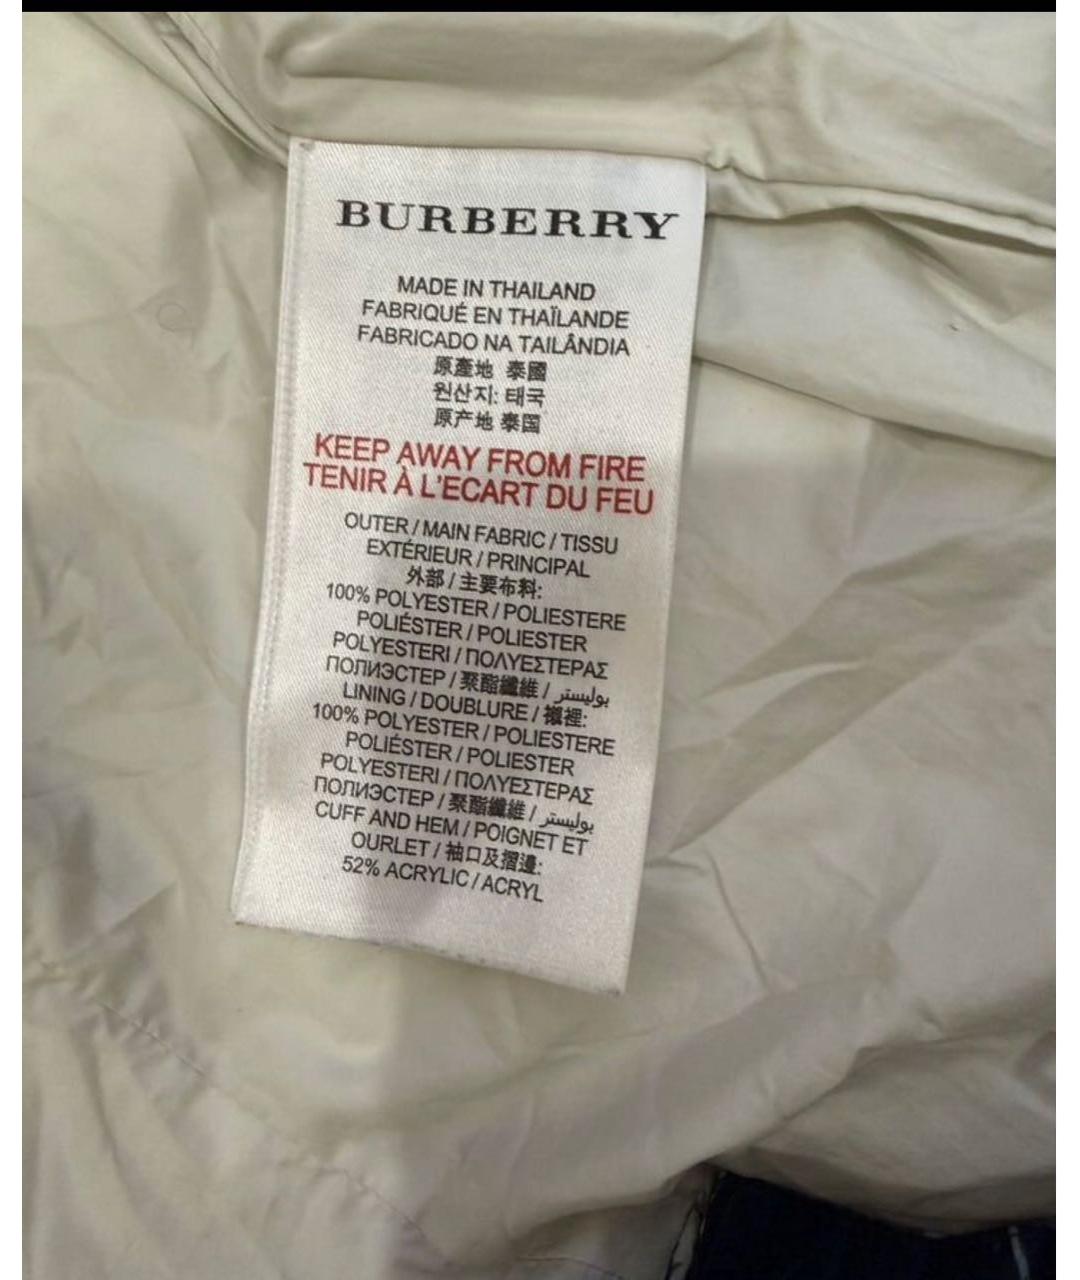 BURBERRY
MADE IN THAILAND
FABRIQUÉ EN THAÏLANDE
FABRICADO NA TAILÂNDIA
原產地 泰國
원산지: 태국
原产地 泰国
KEEP AWAY FROM FIRE
TENIR À L'ECART DU FEU
OUTER / MAIN FABRIC / TISSU
EXTÉRIEUR / PRINCIPAL
外部 / 主要布料:
100% POLYESTER / POLIESTERE
POLIÉSTER / POLIESTER
POLYESTERI / ΠΟΛΥΕΣΤΕΡΑΣ
ПОЛИЭСТЕР / 聚酯纖維 / بوليستر
LINING / DOUBLURE / 襯裡:
100% POLYESTER / POLIESTERE
POLIÉSTER / POLIESTER
POLYESTERI / ΠΟΛΥΕΣΤΕΡΑΣ
ПОЛИЭСТЕР / 聚酯纖維 / بوليستر
CUFF AND HEM / POIGNET ET
OURLET / 袖口及摺邊:
52% ACRYLIC / ACRYL